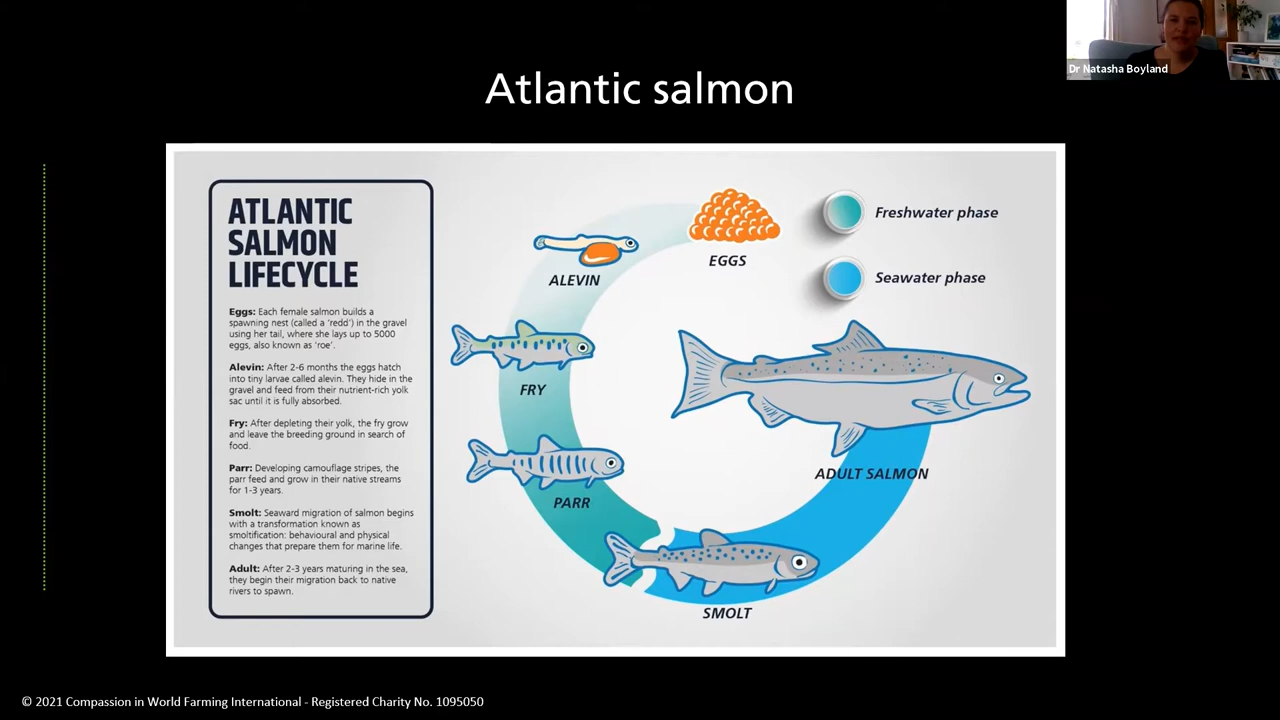 Dr Natasha Boyland
Atlantic salmon
ATLANTIC
SALMON
LIFECYCLE
Eggs: Each female salmon builds a
spawning nest (called a ‘redd’) in the gravel
using her tail, where she lays up to 5000
eggs, also known as ‘roe’.
Alevin: After 2-6 months the eggs hatch
into tiny larvae called alevin. They hide in the
gravel and feed from their nutrient-rich yolk
sac until it is fully absorbed.
Fry: After depleting their yolk, the fry grow
and leave the breeding ground in search of
food.
Parr: Developing camouflage stripes, the
parr feed and grow in their native streams
for 1-3 years.
Smolt: Seaward migration of salmon begins
with a transformation known as
smoltification: behavioural and physical
changes that prepare them for marine life.
Adult: After 2-3 years maturing in the sea,
they begin their migration back to native
rivers to spawn.
EGGS
ALEVIN
FRY
PARR
SMOLT
ADULT SALMON
Freshwater phase
Seawater phase
© 2021 Compassion in World Farming International - Registered Charity No. 1095050